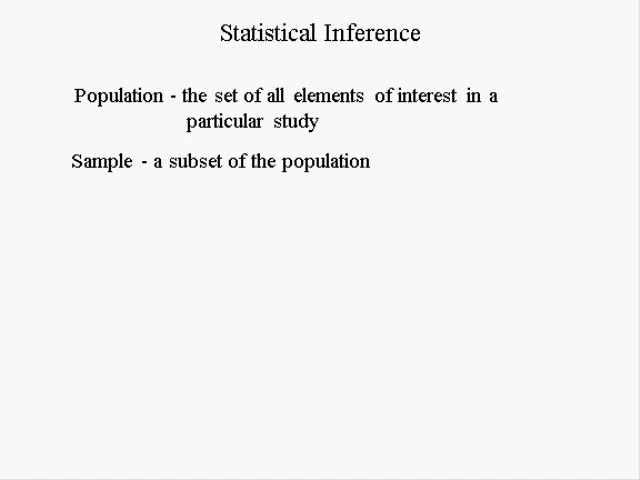 Statistical Inference
Population - the set of all elements of interest in a
particular study
Sample - a subset of the population